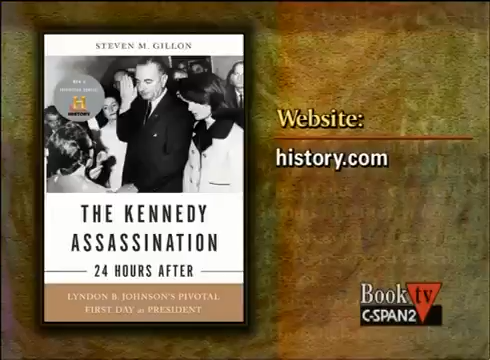 STEVEN M. GILLON
HISTORY
THE KENNEDY
ASSASSINATION
24 HOURS AFTER
LYNDON B. JOHNSON'S PIVOTAL
FIRST DAY as PRESIDENT
Website:
history.com
Book tv
C-SPAN2